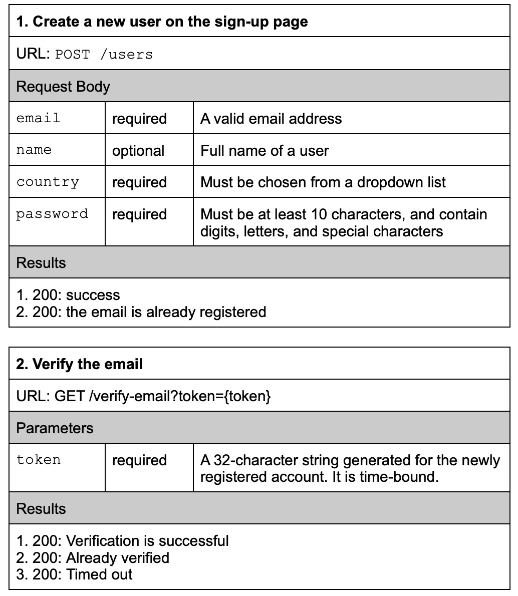 1. Create a new user on the sign-up page
URL: POST /users
Request Body
email required A valid email address
name optional Full name of a user
country required Must be chosen from a dropdown list
password required Must be at least 10 characters, and contain
digits, letters, and special characters
Results
1. 200: success
2. 200: the email is already registered
2. Verify the email
URL: GET /verify-email?token={token}
Parameters
token required A 32-character string generated for the newly
registered account. It is time-bound.
Results
1. 200: Verification is successful
2. 200: Already verified
3. 200: Timed out